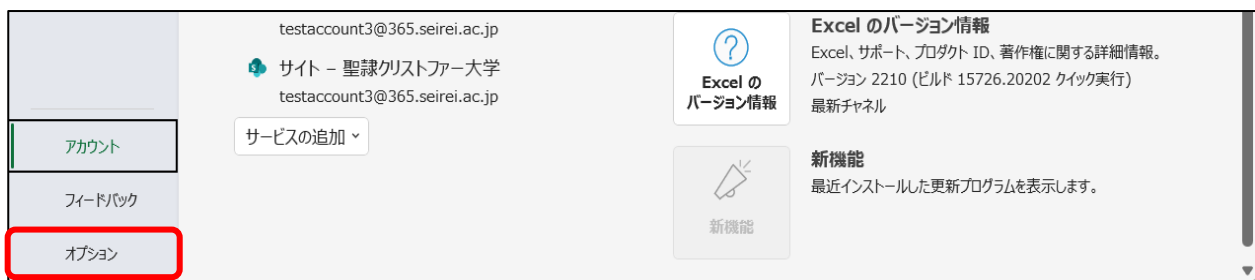 testaccount3@365.seirei.ac.jp
サイト – 聖隷クリストファー大学
testaccount3@365.seirei.ac.jp
サービスの追加
アカウント
フィードバック
オプション
Excel の
バージョン情報
Excel のバージョン情報
Excel、サポート、プロダクト ID、著作権に関する詳細情報。
バージョン 2210 (ビルド 15726.20202 クイック実行)
最新チャネル
新機能
新機能
最近インストールした更新プログラムを表示します。